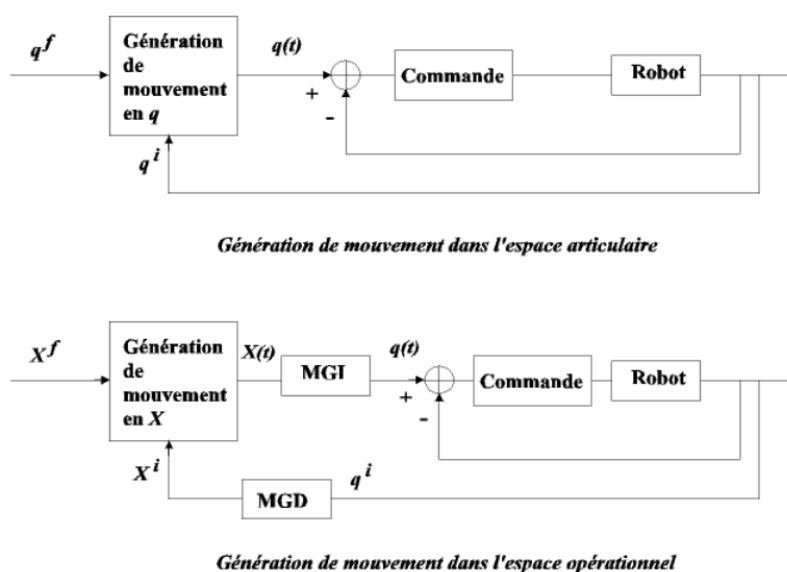 q^f
Génération
de
mouvement
en q
q(t)
+
-
Commande
Robot
q^i
Génération de mouvement dans l'espace articulaire
X^f
Génération
de
mouvement
en X
X(t)
MGI
q(t)
+
-
Commande
Robot
X^i
MGD
q^i
Génération de mouvement dans l'espace opérationnel